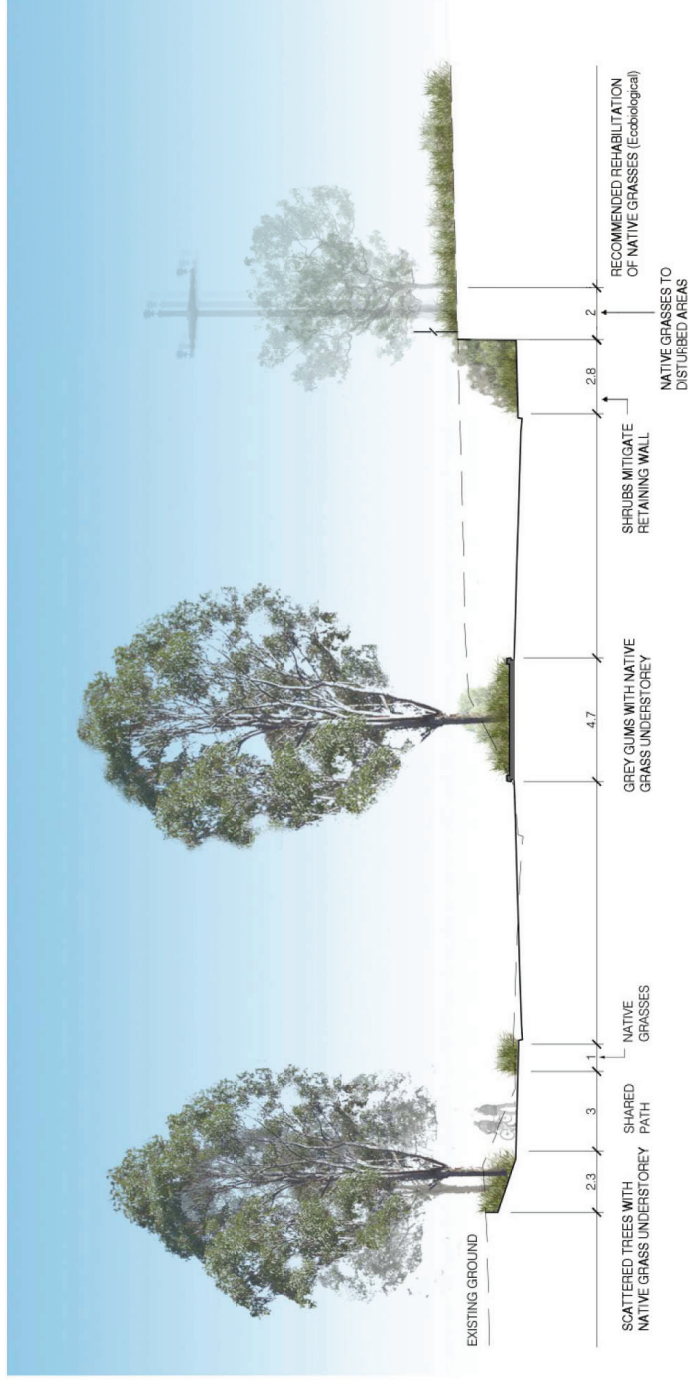 EXISTING GROUND
2.3
3
1
4.7
2.8
2
SCATTERED TREES WITH
NATIVE GRASS UNDERSTOREY
SHARED
PATH
NATIVE
GRASSES
GREY GUMS WITH NATIVE
GRASS UNDERSTOREY
SHRUBS MITIGATE
RETAINING WALL
NATIVE GRASSES TO
DISTURBED AREAS
RECOMMENDED REHABILITATION
OF NATIVE GRASSES (Ecobiological)